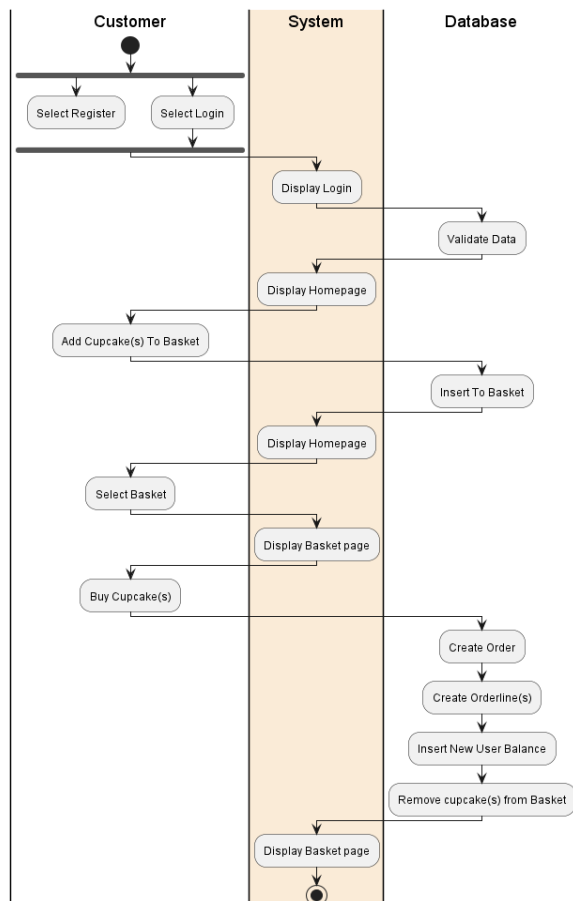 Customer
System
Database
Select Register
Select Login
Display Login
Validate Data
Display Homepage
Add Cupcake(s) To Basket
Insert To Basket
Display Homepage
Select Basket
Display Basket page
Buy Cupcake(s)
Create Order
Create Orderline(s)
Insert New User Balance
Remove cupcake(s) from Basket
Display Basket page